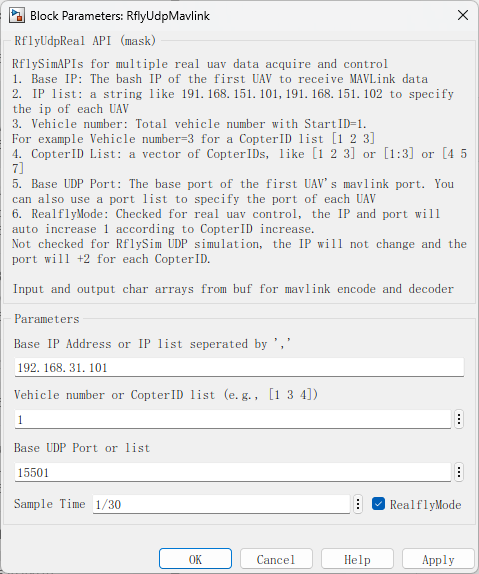 Block Parameters: RflyUdpMavlink
RflyUdpReal API (mask)
RflySimAPIs for multiple real uav data acquire and control
1. Base IP: The bash IP of the first UAV to receive MAVLink data
2. IP list: a string like 191.168.151.101,191.168.151.102 to specify
the ip of each UAV
3. Vehicle number: Total vehicle number with StartID=1.
For example Vehicle number=3 for a CopterID list [1 2 3]
4. CopterID List: a vector of CopterIDs, like [1 2 3] or [1:3] or [4 5
7]
5. Base UDP Port: The base port of the first UAV's mavlink port. You
can also use a port list to specify the port of each UAV
6. RealflyMode: Checked for real uav control, the IP and port will
auto increase 1 according to CopterID increase.
Not checked for RflySim UDP simulation, the IP will not change and the
port will +2 for each CopterID.
Input and output char arrays from buf for mavlink encode and decoder
Parameters
Base IP Address or IP list seperated by ','
192.168.31.101
Vehicle number or CopterID list (e.g., [1 3 4])
1
Base UDP Port or list
15501
Sample Time 1/30 RealflyMode
OK Cancel Help Apply